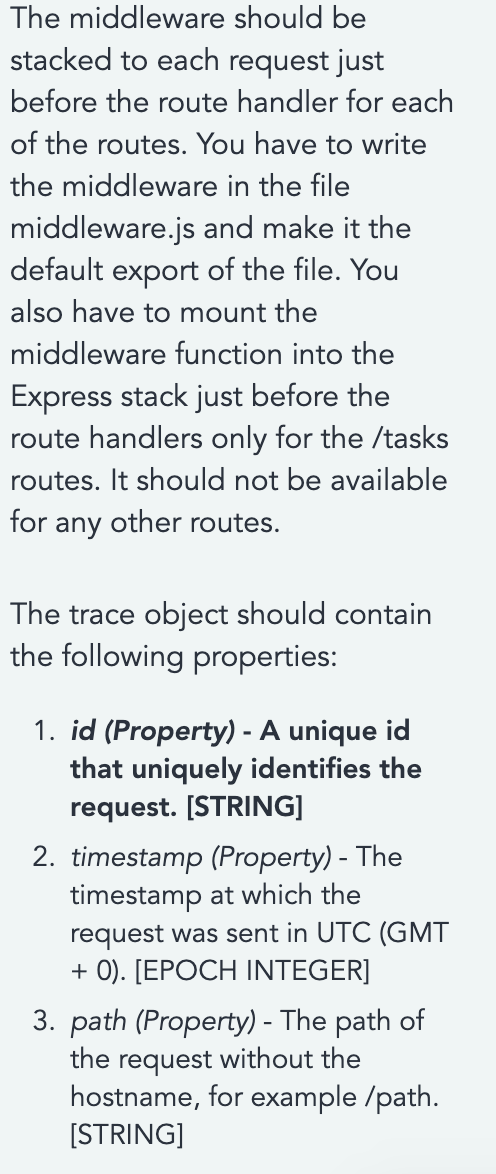 The middleware should be
stacked to each request just
before the route handler for each
of the routes. You have to write
the middleware in the file
middleware.js and make it the
default export of the file. You
also have to mount the
middleware function into the
Express stack just before the
route handlers only for the /tasks
routes. It should not be available
for any other routes.
The trace object should contain
the following properties:
1. id (Property) - A unique id
that uniquely identifies the
request. [STRING]
2. timestamp (Property) - The
timestamp at which the
request was sent in UTC (GMT
+ 0). [EPOCH INTEGER]
3. path (Property) - The path of
the request without the
hostname, for example /path.
[STRING]